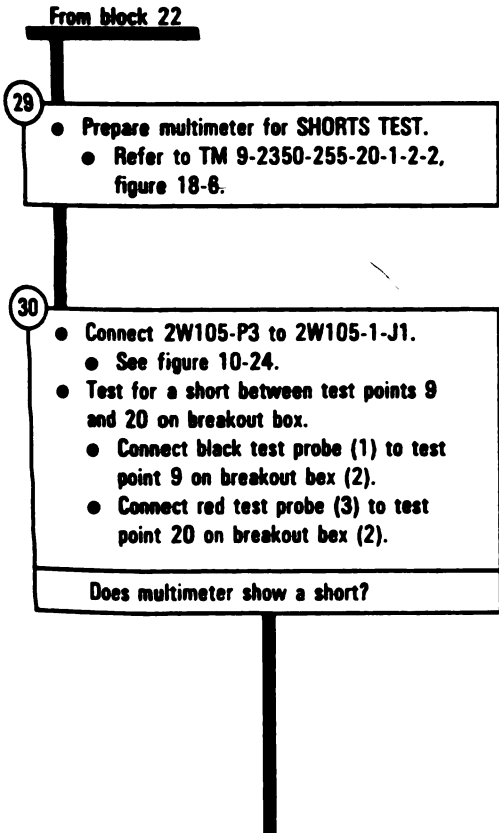 From block 22
29
● Prepare multimeter for SHORTS TEST.
● Refer to TM 9-2350-255-20-1-2-2,
figure 18-6.
30
● Connect 2W105-P3 to 2W105-1-J1.
● See figure 10-24.
● Test for a short between test points 9
and 20 on breakout box.
● Connect black test probe (1) to test
point 9 on breakout bex (2).
● Connect red test probe (3) to test
point 20 on breakout bex (2).
Does multimeter show a short?